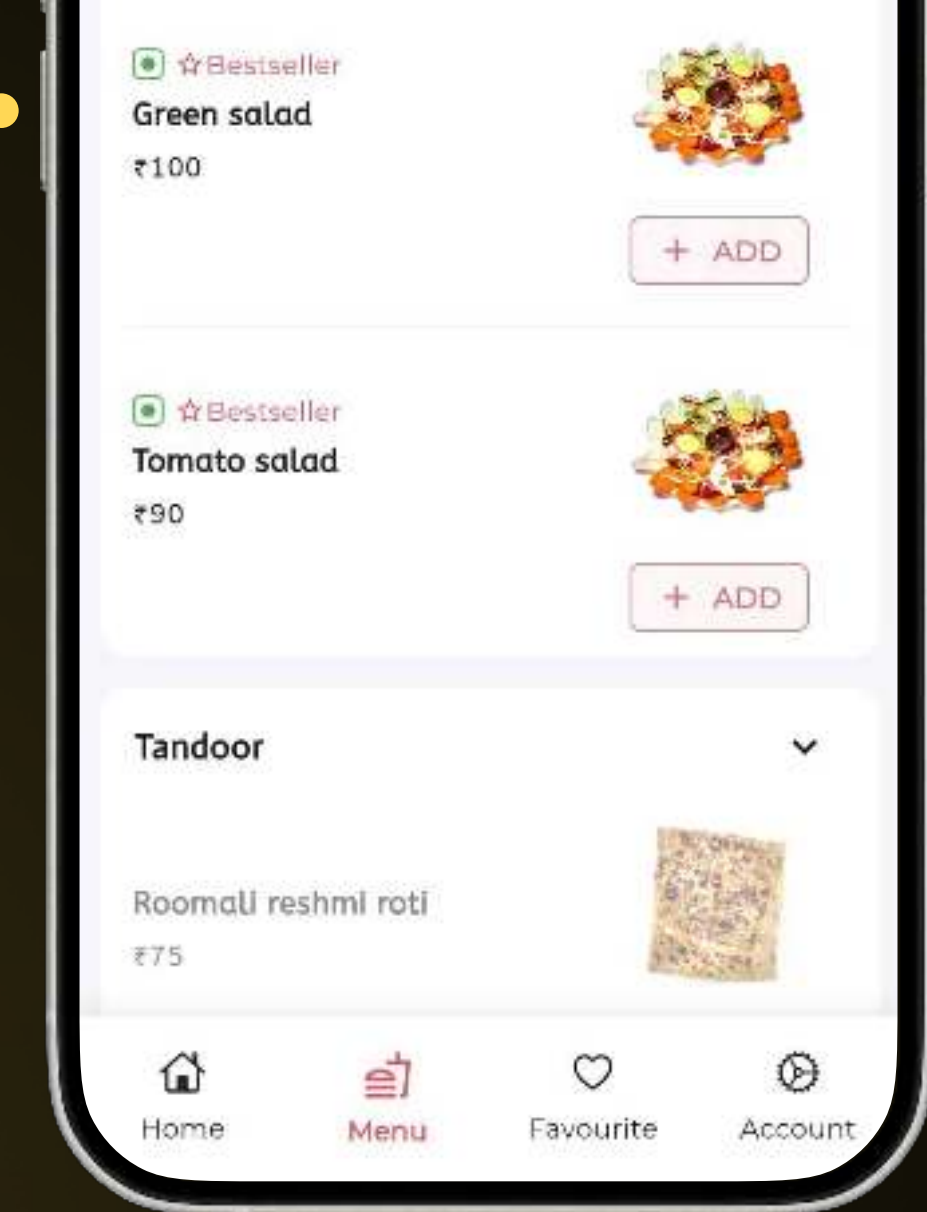 Bestseller
Green salad
₹100
+ ADD
Bestseller
Tomato salad
₹90
+ ADD
Tandoor
Roomali reshmi roti
₹75
Home
Menu
Favourite
Account